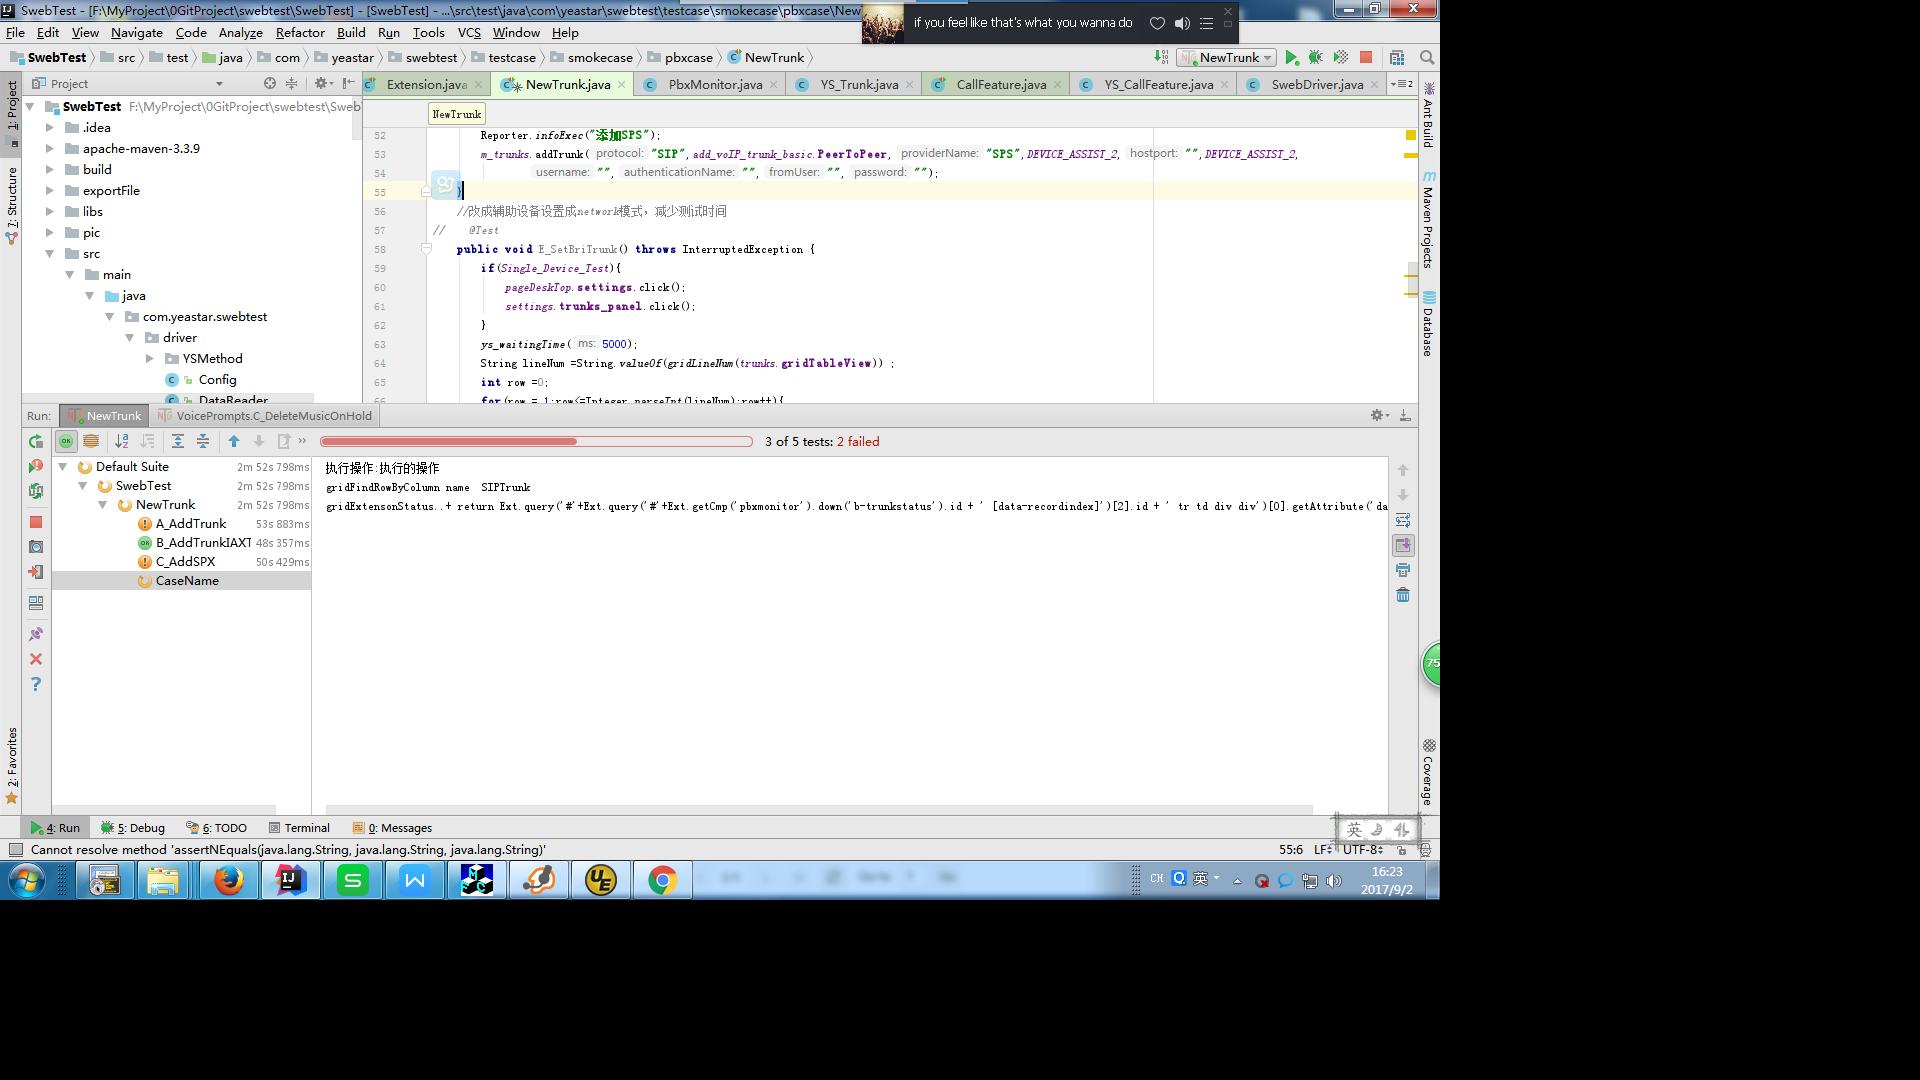 SwebTest - [F:\MyProject\0GitProject\swebtest\SwebTest] - [SwebTest] - ...\src\test\java\com\yeastar\swebtest\testcase\smokecase\pbxcase\New
if you feel like that's what you wanna do
File Edit View Navigate Code Analyze Refactor Build Run Tools VCS Window Help
SwebTest src test java com yeastar swebtest testcase smokecase pbxcase NewTrunk
NewTrunk
Project
Extension.java NewTrunk.java PbxMonitor.java YS_Trunk.java CallFeature.java YS_CallFeature.java SwebDriver.java
1: Project
7: Structure
2: Favorites
Ant Build
Maven Projects
Database
Coverage
SwebTest F:\MyProject\0GitProject\swebtest\Sweb
.idea
apache-maven-3.3.9
build
exportFile
libs
pic
src
main
java
com.yeastar.swebtest
driver
YSMethod
Config
DataReader
NewTrunk
52 Reporter.infoExec("添加SPS");
53 m_trunks.addTrunk( protocol: "SIP",add_voIP_trunk_basic.PeerToPeer, providerName: "SPS",DEVICE_ASSIST_2, hostport: "",DEVICE_ASSIST_2,
54 username: "", authenticationName: "", fromUser: "", password: "");
55 }
56 //改成辅助设备设置成network模式，减少测试时间
57 // @Test
58 public void E_SetBriTrunk() throws InterruptedException {
59 if(Single_Device_Test){
60 pageDeskTop.settings.click();
61 settings.trunks_panel.click();
62 }
63 ys_waitingTime( ms: 5000);
64 String lineNum =String.valueOf(gridLineNum(trunks.gridTableView)) ;
65 int row =0;
66 for(row = 1;row<=Integer.parseInt(lineNum);row++){
Run: NewTrunk VoicePrompts.C_DeleteMusicOnHold
3 of 5 tests: 2 failed
Default Suite 2m 52s 798ms
SwebTest 2m 52s 798ms
NewTrunk 2m 52s 798ms
A_AddTrunk 53s 883ms
B_AddTrunkIAXT 48s 357ms
C_AddSPX 50s 429ms
CaseName
执行操作:执行的操作
gridFindRowByColumn name SIPTrunk
gridExtensonStatus..+ return Ext.query('#'+Ext.query('#'+Ext.getCmp('pbxmonitor').down('b-trunkstatus').id + ' [data-recordindex]')[2].id + ' tr td div div')[0].getAttribute('da
4: Run 5: Debug 6: TODO Terminal 0: Messages
英
Cannot resolve method 'assertNEquals(java.lang.String, java.lang.String, java.lang.String)'
55:6 LF UTF-8
CH 英
16:23
2017/9/2
75